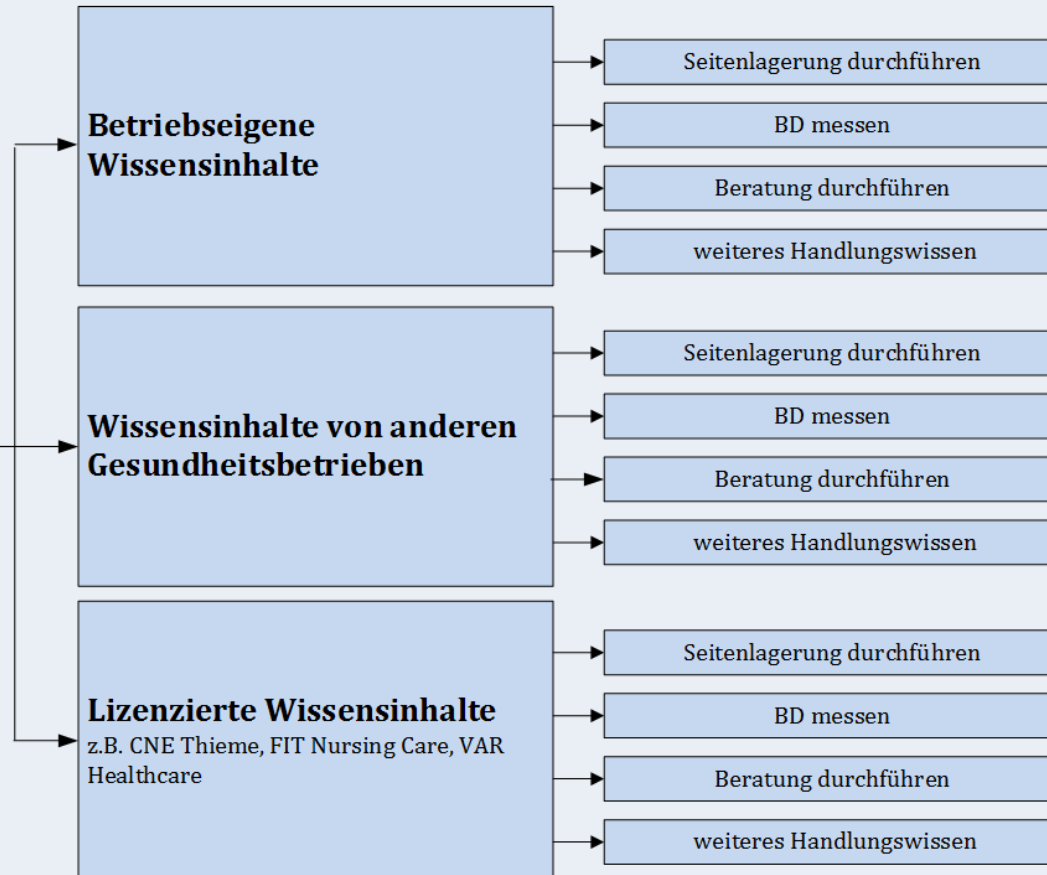 Betriebseigene
Wissensinhalte
Seitenlagerung durchführen
BD messen
Beratung durchführen
weiteres Handlungswissen
Wissensinhalte von anderen
Gesundheitsbetrieben
Seitenlagerung durchführen
BD messen
Beratung durchführen
weiteres Handlungswissen
Lizenzierte Wissensinhalte
z.B. CNE Thieme, FIT Nursing Care, VAR
Healthcare
Seitenlagerung durchführen
BD messen
Beratung durchführen
weiteres Handlungswissen